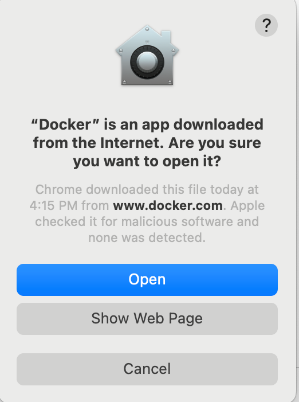 ?
“Docker” is an app downloaded
from the Internet. Are you sure
you want to open it?
Chrome downloaded this file today at
4:15 PM from www.docker.com. Apple
checked it for malicious software and
none was detected.
Open
Show Web Page
Cancel